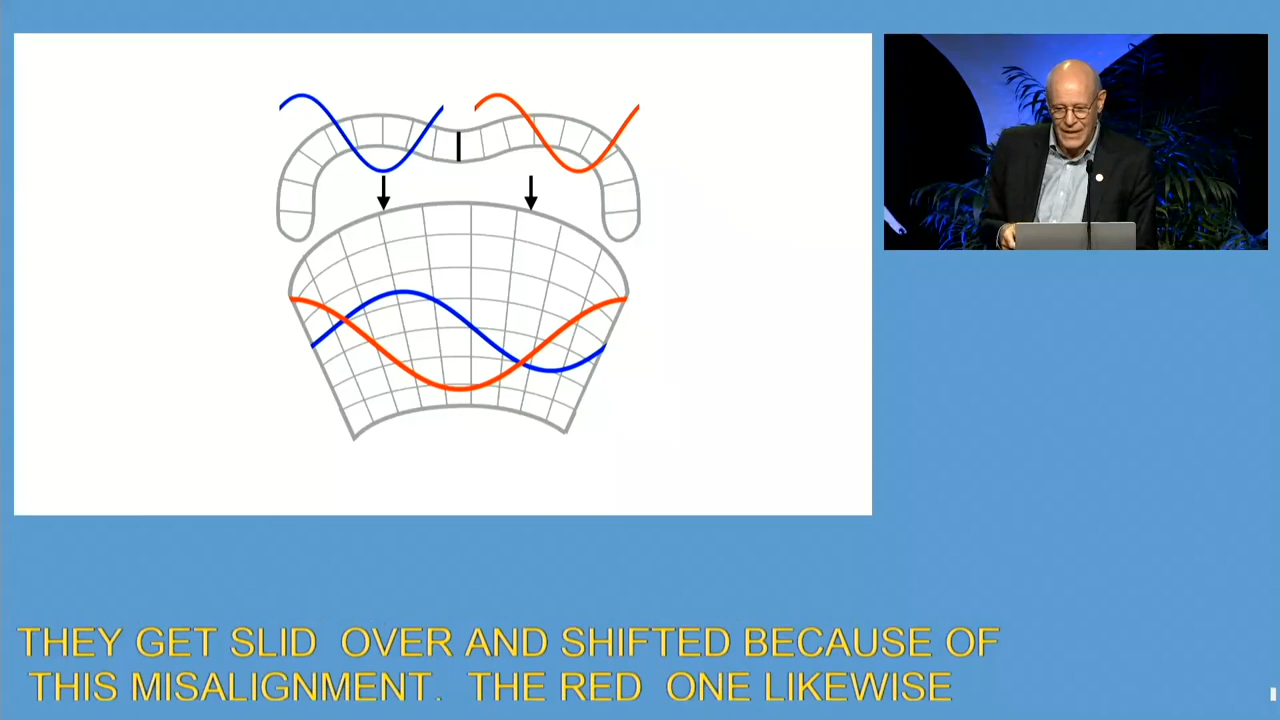 THEY GET SLID OVER AND SHIFTED BECAUSE OF
THIS MISALIGNMENT. THE RED ONE LIKEWISE